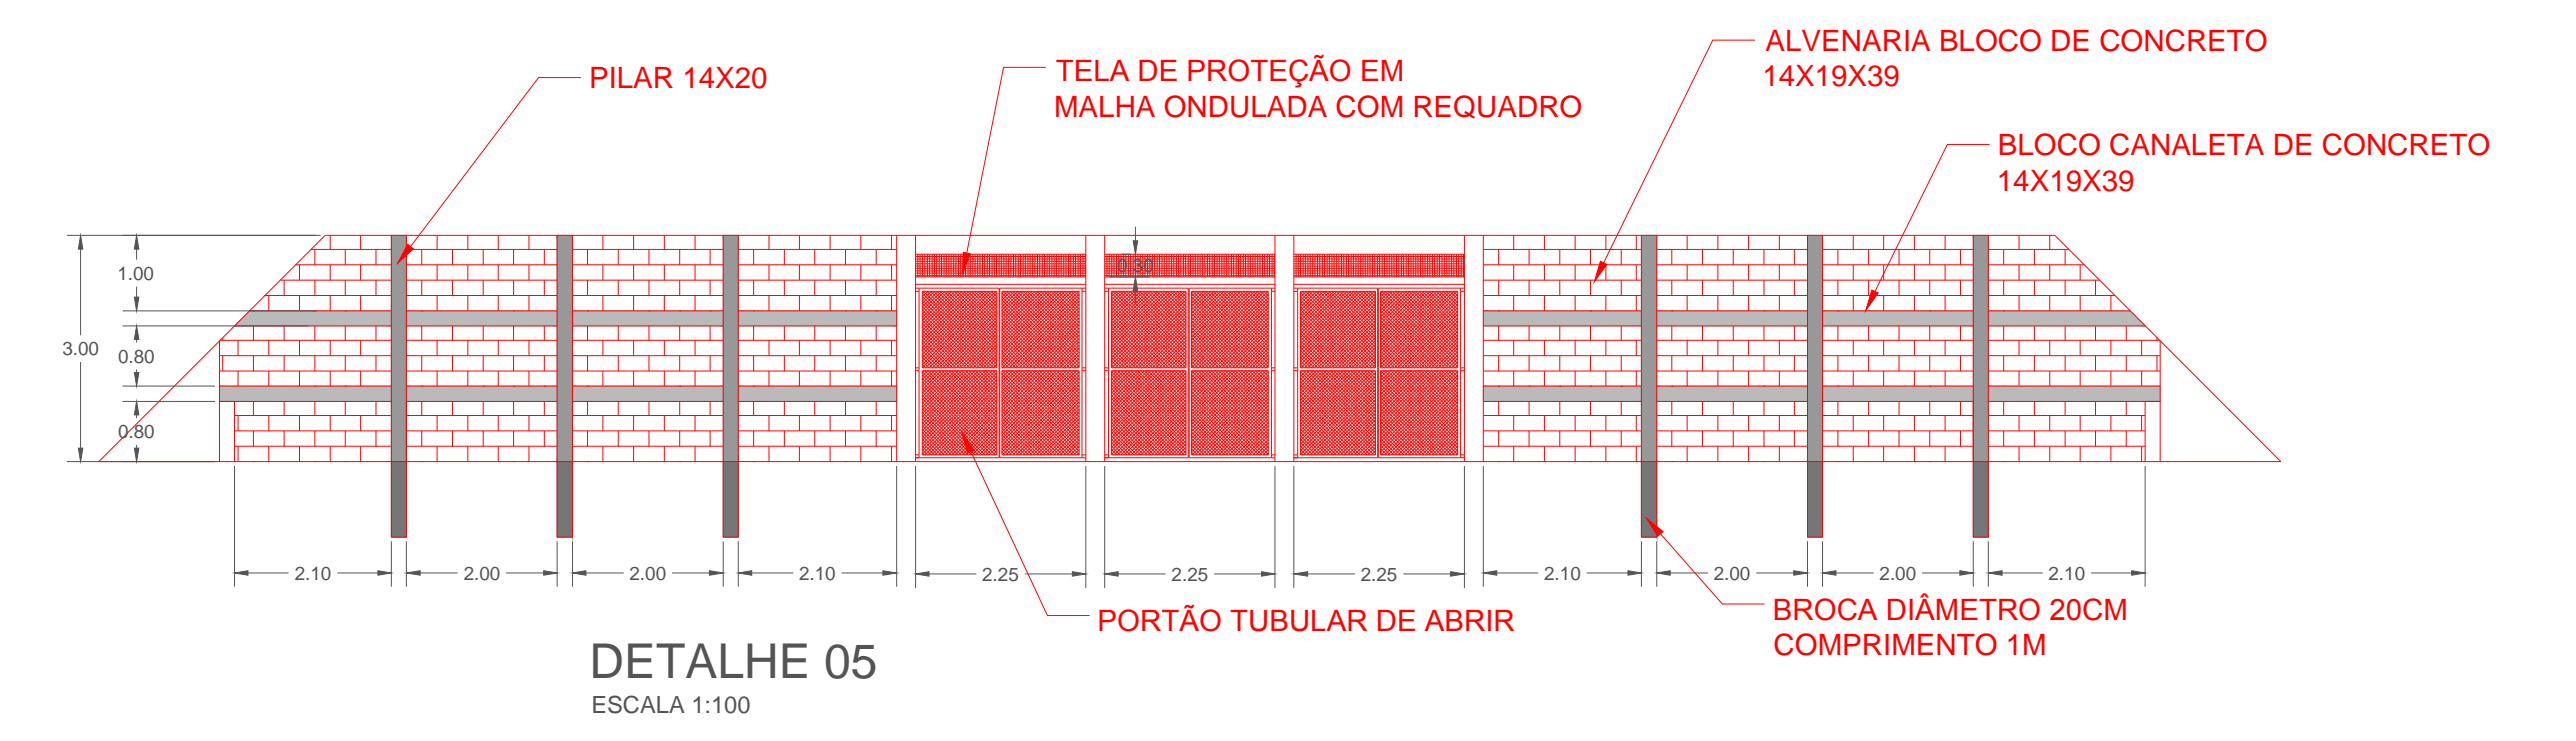 ALVENARIA BLOCO DE CONCRETO
14X19X39
PILAR 14X20
TELA DE PROTEÇÃO EM
MALHA ONDULADA COM REQUADRO
BLOCO CANALETA DE CONCRETO
14X19X39
1.00
0.30
3.00
0.80
0.80
2.10
2.00
2.00
2.10
2.25
2.25
2.25
2.10
2.00
2.00
2.10
PORTÃO TUBULAR DE ABRIR
BROCA DIÂMETRO 20CM
COMPRIMENTO 1M
DETALHE 05
ESCALA 1:100